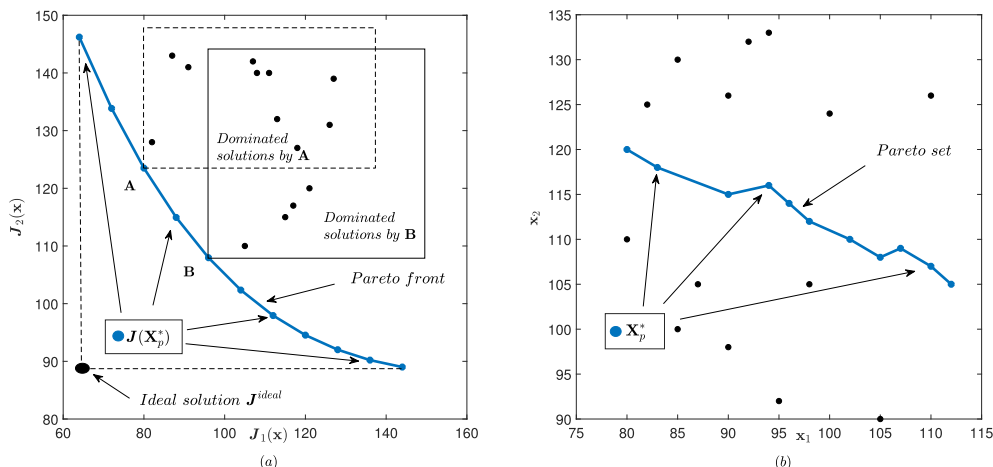 150
140
130
120
110
100
90
80
60
80
100
120
140
160
J₂(x)
J₁(x)
A
B
Dominated
solutions by A
Dominated
solutions by B
Pareto front
J(X*ₚ)
Ideal solution J^ideal
(a)
135
130
125
120
115
110
105
100
95
90
75
80
85
90
95
100
105
110
115
x₂
x₁
Pareto set
X*ₚ
(b)